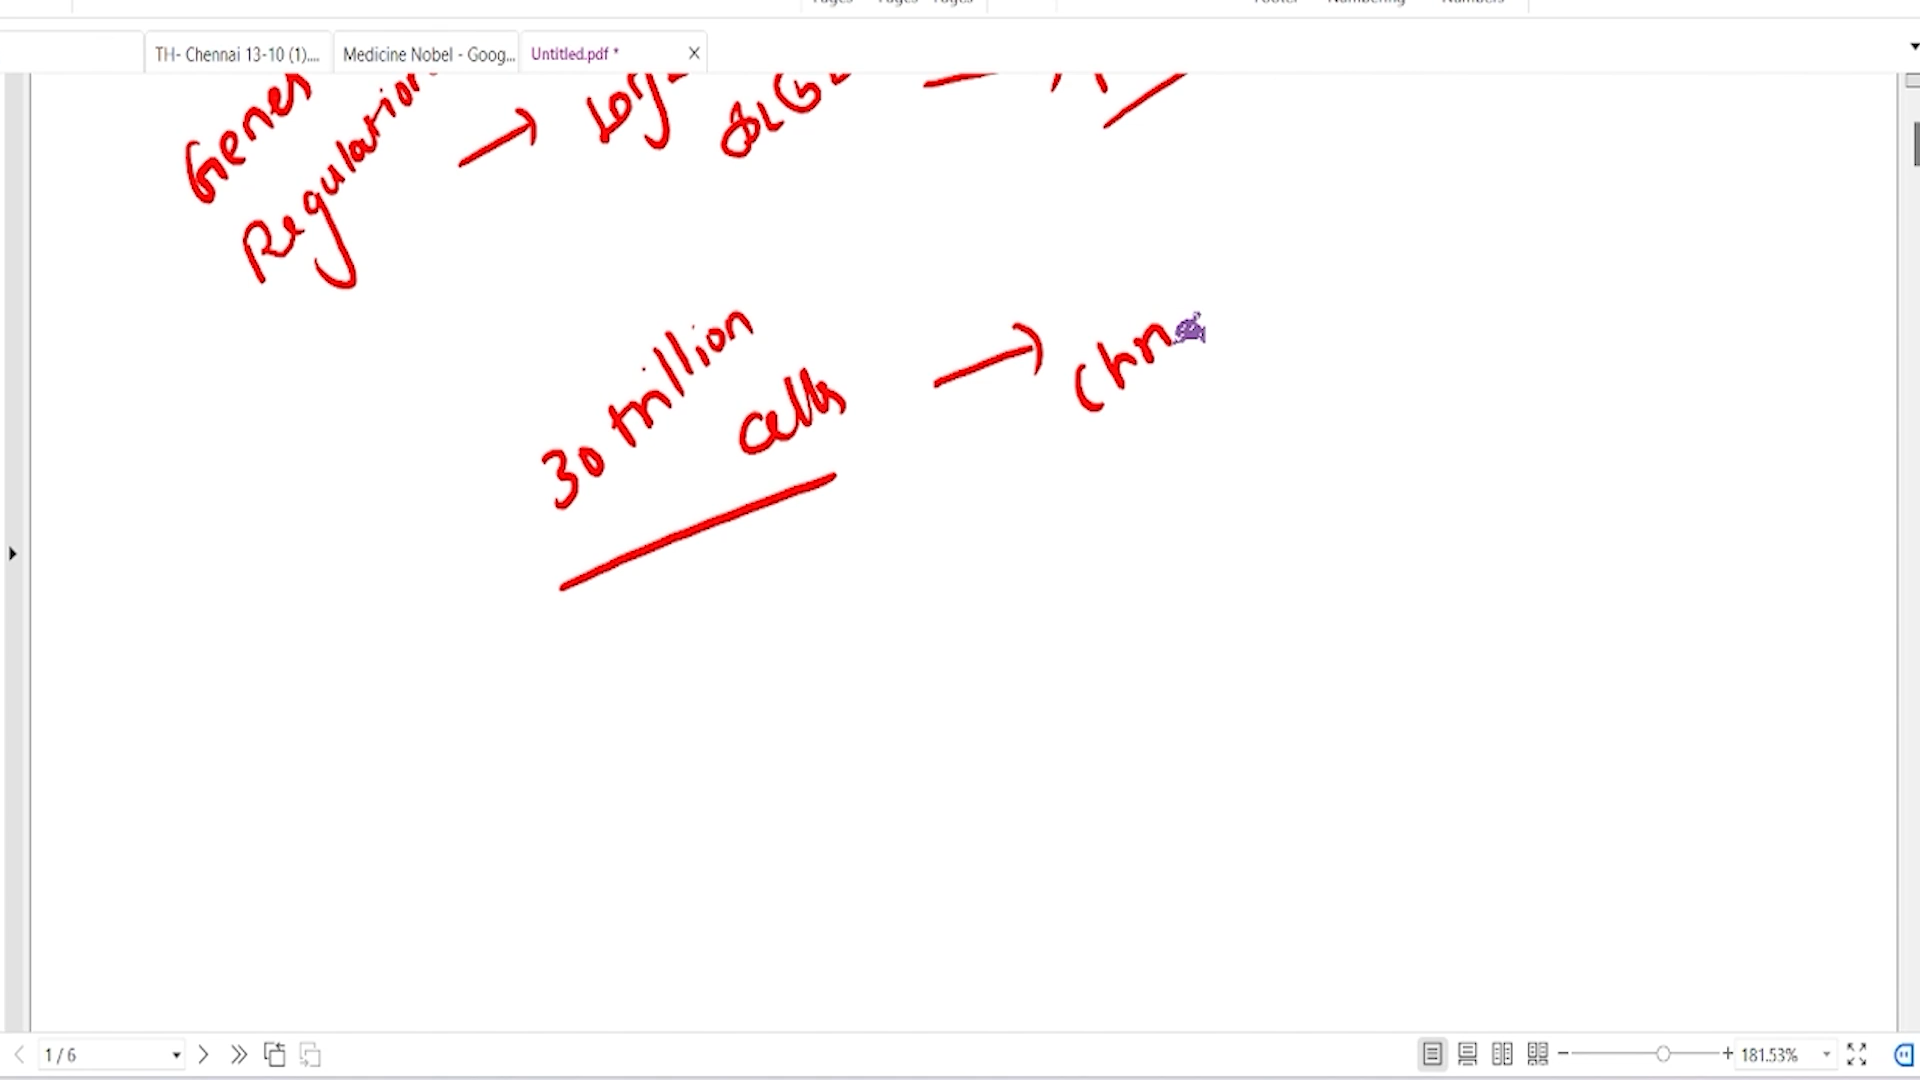 TH- Chennai 13-10 (1)....
Medicine Nobel - Goog...
Untitled.pdf *
Genes
Regulation
30 trillion
cells
Chr
1 / 6
181.53%